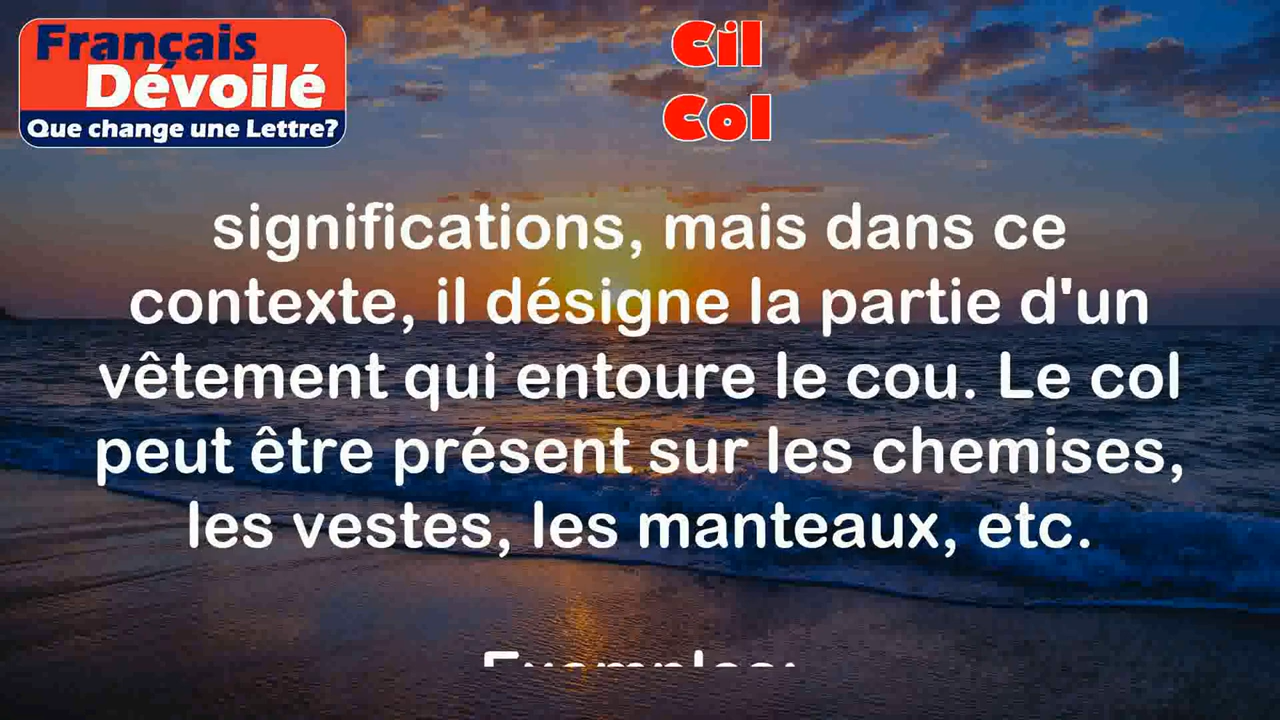 Français
Dévoilé
Que change une Lettre?
Cil
Col
significations, mais dans ce
contexte, il désigne la partie d'un
vêtement qui entoure le cou. Le col
peut être présent sur les chemises,
les vestes, les manteaux, etc.